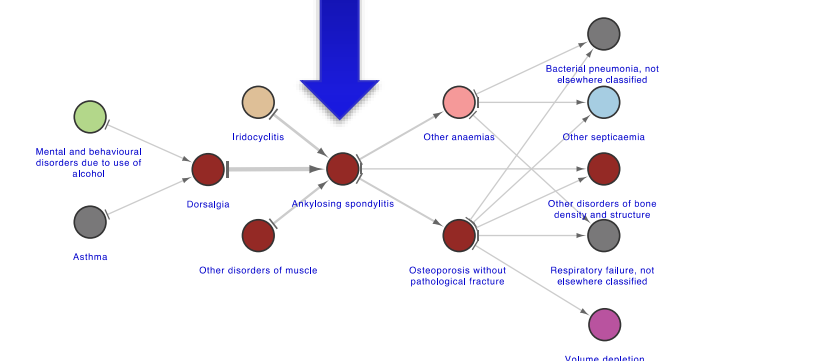 Bacterial pneumonia, not
elsewhere classified
Iridocyclitis
Other anaemias
Other septicaemia
Mental and behavioural
disorders due to use of
alcohol
Dorsalgia
Ankylosing spondylitis
Other disorders of bone
density and structure
Asthma
Other disorders of muscle
Osteoporosis without
pathological fracture
Respiratory failure, not
elsewhere classified
Volume depletion